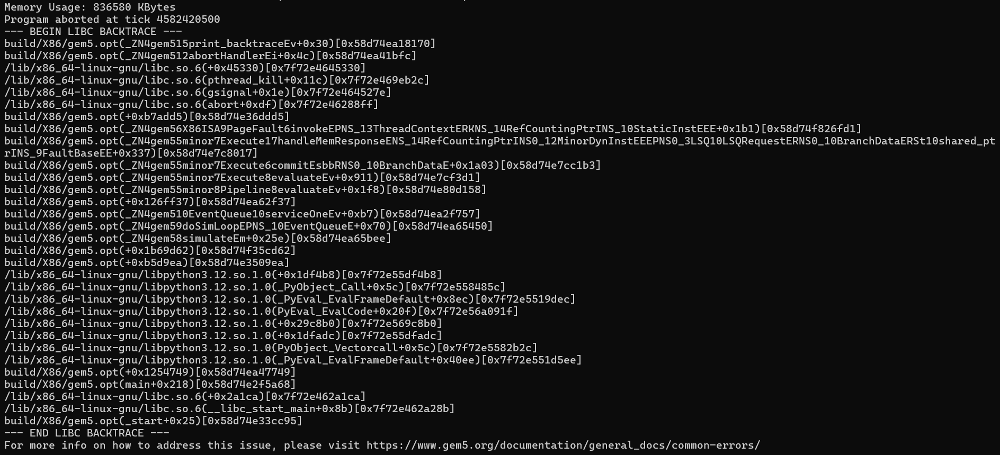 Memory Usage: 836580 KBytes
Program aborted at tick 4582420500
--- BEGIN LIBC BACKTRACE ---
build/X86/gem5.opt(_ZN4gem515print_backtraceEv+0x30)[0x58d74ea18170]
build/X86/gem5.opt(_ZN4gem512abortHandlerEi+0x4c)[0x58d74ea41bfc]
/lib/x86_64-linux-gnu/libc.so.6(+0x45330)[0x7f72e4645330]
/lib/x86_64-linux-gnu/libc.so.6(pthread_kill+0x11c)[0x7f72e469eb2c]
/lib/x86_64-linux-gnu/libc.so.6(gsignal+0x1e)[0x7f72e464527e]
/lib/x86_64-linux-gnu/libc.so.6(abort+0xdf)[0x7f72e46288ff]
build/X86/gem5.opt(+0xb7add5)[0x58d74e36ddd5]
build/X86/gem5.opt(_ZN4gem56X86ISA9PageFault6invokeEPNS_13ThreadContextERKNS_14RefCountingPtrINS_10StaticInstEEE+0x1b1)[0x58d74f826fd1]
build/X86/gem5.opt(_ZN4gem55minor7Execute17handleMemResponseENS_14RefCountingPtrINS0_12MinorDynInstEEEPNS0_3LSQ10LSQRequestERNS0_10BranchDataERSt10shared_pt
rINS_9FaultBaseEE+0x337)[0x58d74e7c8017]
build/X86/gem5.opt(_ZN4gem55minor7Execute6commitEsbbRNS0_10BranchDataE+0x1a03)[0x58d74e7cc1b3]
build/X86/gem5.opt(_ZN4gem55minor7Execute8evaluateEv+0x911)[0x58d74e7cf3d1]
build/X86/gem5.opt(_ZN4gem55minor8Pipeline8evaluateEv+0x1f8)[0x58d74e80d158]
build/X86/gem5.opt(+0x126ff37)[0x58d74ea62f37]
build/X86/gem5.opt(_ZN4gem510EventQueue10serviceOneEv+0xb7)[0x58d74ea2f757]
build/X86/gem5.opt(_ZN4gem59doSimLoopEPNS_10EventQueueE+0x70)[0x58d74ea65450]
build/X86/gem5.opt(_ZN4gem58simulateEm+0x25e)[0x58d74ea65bee]
build/X86/gem5.opt(+0x1b69d62)[0x58d74f35cd62]
build/X86/gem5.opt(+0xb5d9ea)[0x58d74e3509ea]
/lib/x86_64-linux-gnu/libpython3.12.so.1.0(+0x1df4b8)[0x7f72e55df4b8]
/lib/x86_64-linux-gnu/libpython3.12.so.1.0(_PyObject_Call+0x5c)[0x7f72e558485c]
/lib/x86_64-linux-gnu/libpython3.12.so.1.0(_PyEval_EvalFrameDefault+0x8ec)[0x7f72e5519dec]
/lib/x86_64-linux-gnu/libpython3.12.so.1.0(PyEval_EvalCode+0x20f)[0x7f72e56a091f]
/lib/x86_64-linux-gnu/libpython3.12.so.1.0(+0x29c8b0)[0x7f72e569c8b0]
/lib/x86_64-linux-gnu/libpython3.12.so.1.0(+0x1dfadc)[0x7f72e55dfadc]
/lib/x86_64-linux-gnu/libpython3.12.so.1.0(PyObject_Vectorcall+0x5c)[0x7f72e5582b2c]
/lib/x86_64-linux-gnu/libpython3.12.so.1.0(_PyEval_EvalFrameDefault+0x40ee)[0x7f72e551d5ee]
build/X86/gem5.opt(+0x1254749)[0x58d74ea47749]
build/X86/gem5.opt(main+0x218)[0x58d74e2f5a68]
/lib/x86_64-linux-gnu/libc.so.6(+0x2a1ca)[0x7f72e462a1ca]
/lib/x86_64-linux-gnu/libc.so.6(__libc_start_main+0x8b)[0x7f72e462a28b]
build/X86/gem5.opt(_start+0x25)[0x58d74e33cc95]
--- END LIBC BACKTRACE ---
For more info on how to address this issue, please visit https://www.gem5.org/documentation/general_docs/common-errors/